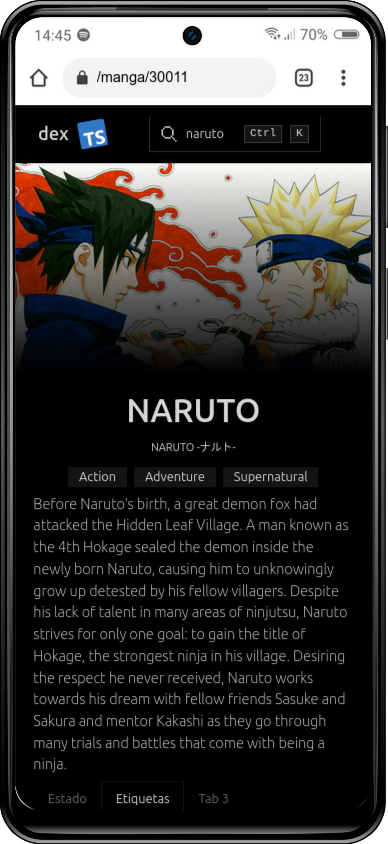 14:45 70%
/manga/30011 23
dex TS naruto Ctrl K
NARUTO
NARUTO -ナルト-
Action Adventure Supernatural
Before Naruto's birth, a great demon fox had
attacked the Hidden Leaf Village. A man known as
the 4th Hokage sealed the demon inside the
newly born Naruto, causing him to unknowingly
grow up detested by his fellow villagers. Despite
his lack of talent in many areas of ninjutsu, Naruto
strives for only one goal: to gain the title of
Hokage, the strongest ninja in his village. Desiring
the respect he never received, Naruto works
towards his dream with fellow friends Sasuke and
Sakura and mentor Kakashi as they go through
many trials and battles that come with being a
ninja.
Estado Etiquetas Tab 3